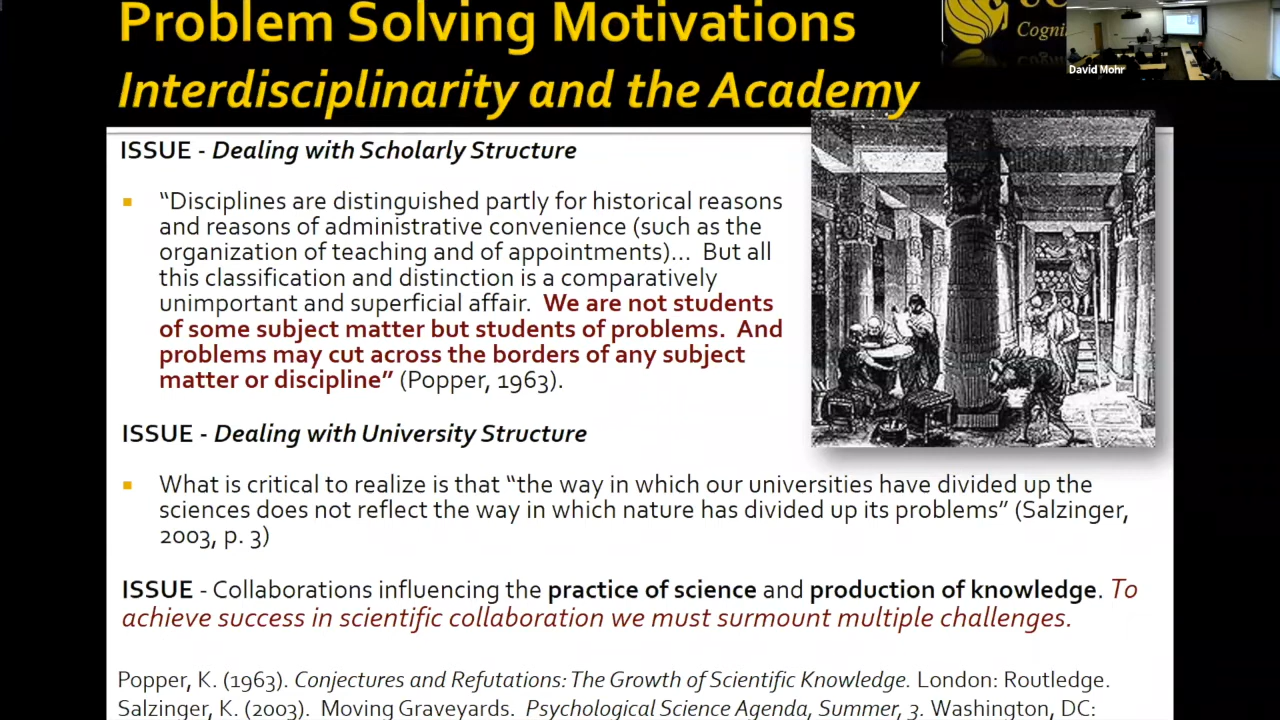 Problem Solving Motivations
Cogni
David Mohr
Interdisciplinarity and the Academy
ISSUE - Dealing with Scholarly Structure
▪ “Disciplines are distinguished partly for historical reasons
and reasons of administrative convenience (such as the
organization of teaching and of appointments)... But all
this classification and distinction is a comparatively
unimportant and superficial affair. We are not students
of some subject matter but students of problems. And
problems may cut across the borders of any subject
matter or discipline” (Popper, 1963).
ISSUE - Dealing with University Structure
▪ What is critical to realize is that “the way in which our universities have divided up the
sciences does not reflect the way in which nature has divided up its problems” (Salzinger,
2003, p. 3)
ISSUE - Collaborations influencing the practice of science and production of knowledge. To
achieve success in scientific collaboration we must surmount multiple challenges.
Popper, K. (1963). Conjectures and Refutations: The Growth of Scientific Knowledge. London: Routledge.
Salzinger, K. (2003). Moving Graveyards. Psychological Science Agenda, Summer, 3. Washington, DC: